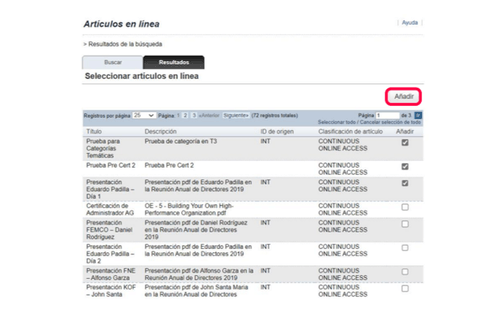 Artículos en línea
Ayuda
> Resultados de la búsqueda
Buscar
Resultados
Seleccionar artículos en línea
Añadir
Registros por página 25 Página: 1 2 3 «Anterior Siguiente» (72 registros totales) Página 1 de 3
Seleccionar todo / Cancelar selección de todo
Título Descripción ID de origen Clasificación de artículo Añadir
Prueba para Prueba de categoría en T3 INT CONTINUOUS
Categorías ONLINE ACCESS
Temáticas
Prueba Pre Cert 2 Prueba Pre Cert 2 INT CONTINUOUS
ONLINE ACCESS
Presentación Presentación pdf de Eduardo Padilla en INT CONTINUOUS
Eduardo Padilla – la Reunión Anual de Directores 2019 ONLINE ACCESS
Día 1
Certificación de OE - 5 - Building Your Own High- CONTINUOUS
Administrador AG Performance Organization pdf ONLINE ACCESS
Presentación Presentación pdf de Daniel Rodríguez INT CONTINUOUS
FEMCO – Daniel en la Reunión Anual de Directores ONLINE ACCESS
Rodríguez 2019
Presentación Presentación pdf de Eduardo Padilla en INT CONTINUOUS
Eduardo Padilla – la Reunión Anual de Directores 2019 ONLINE ACCESS
Día 2
Presentación FNE Presentación pdf de Alfonso Garza en INT CONTINUOUS
– Alfonso Garza la Reunión Anual de Directores 2019 ONLINE ACCESS
Presentación KOF Presentación pdf de John Santa Maria INT CONTINUOUS
– John Santa en la Reunión Anual de Directores ONLINE ACCESS